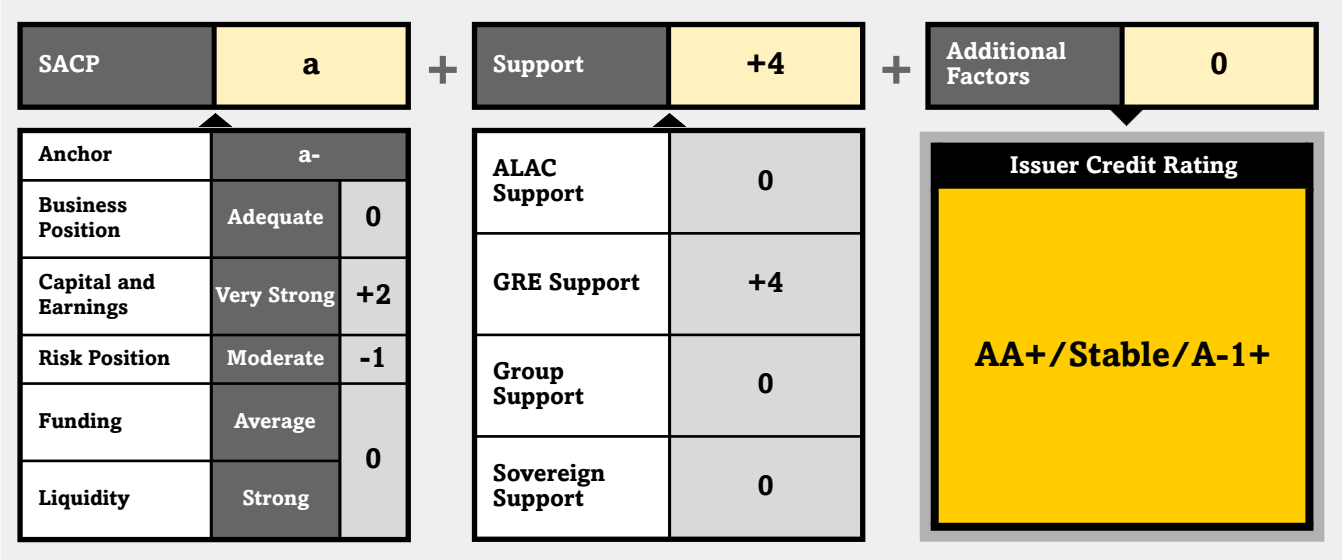 SACP
a
+
Support
+4
+
Additional
Factors
0
Anchor
a-
Business
Position
Adequate
0
Capital and
Earnings
Very Strong
+2
Risk Position
Moderate
-1
Funding
Average
0
Liquidity
Strong
ALAC
Support
0
GRE Support
+4
Group
Support
0
Sovereign
Support
0
Issuer Credit Rating
AA+/Stable/A-1+